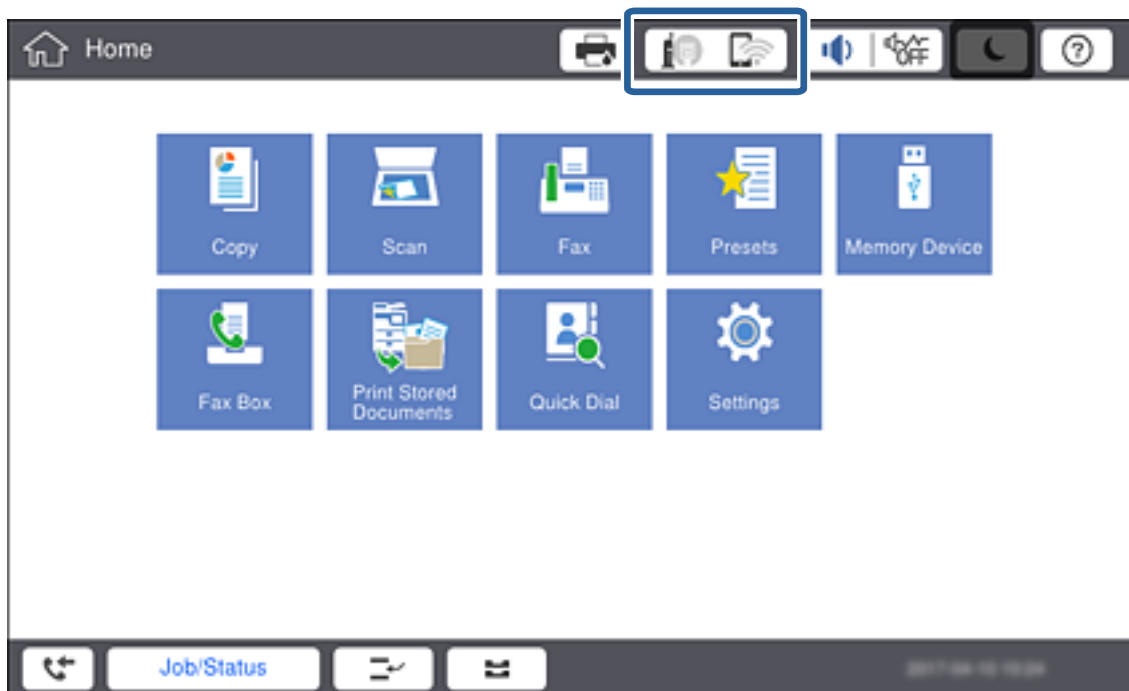 Home
OFF
?
Copy
Scan
Fax
Presets
Memory Device
Fax Box
Print Stored
Documents
Quick Dial
Settings
Job/Status